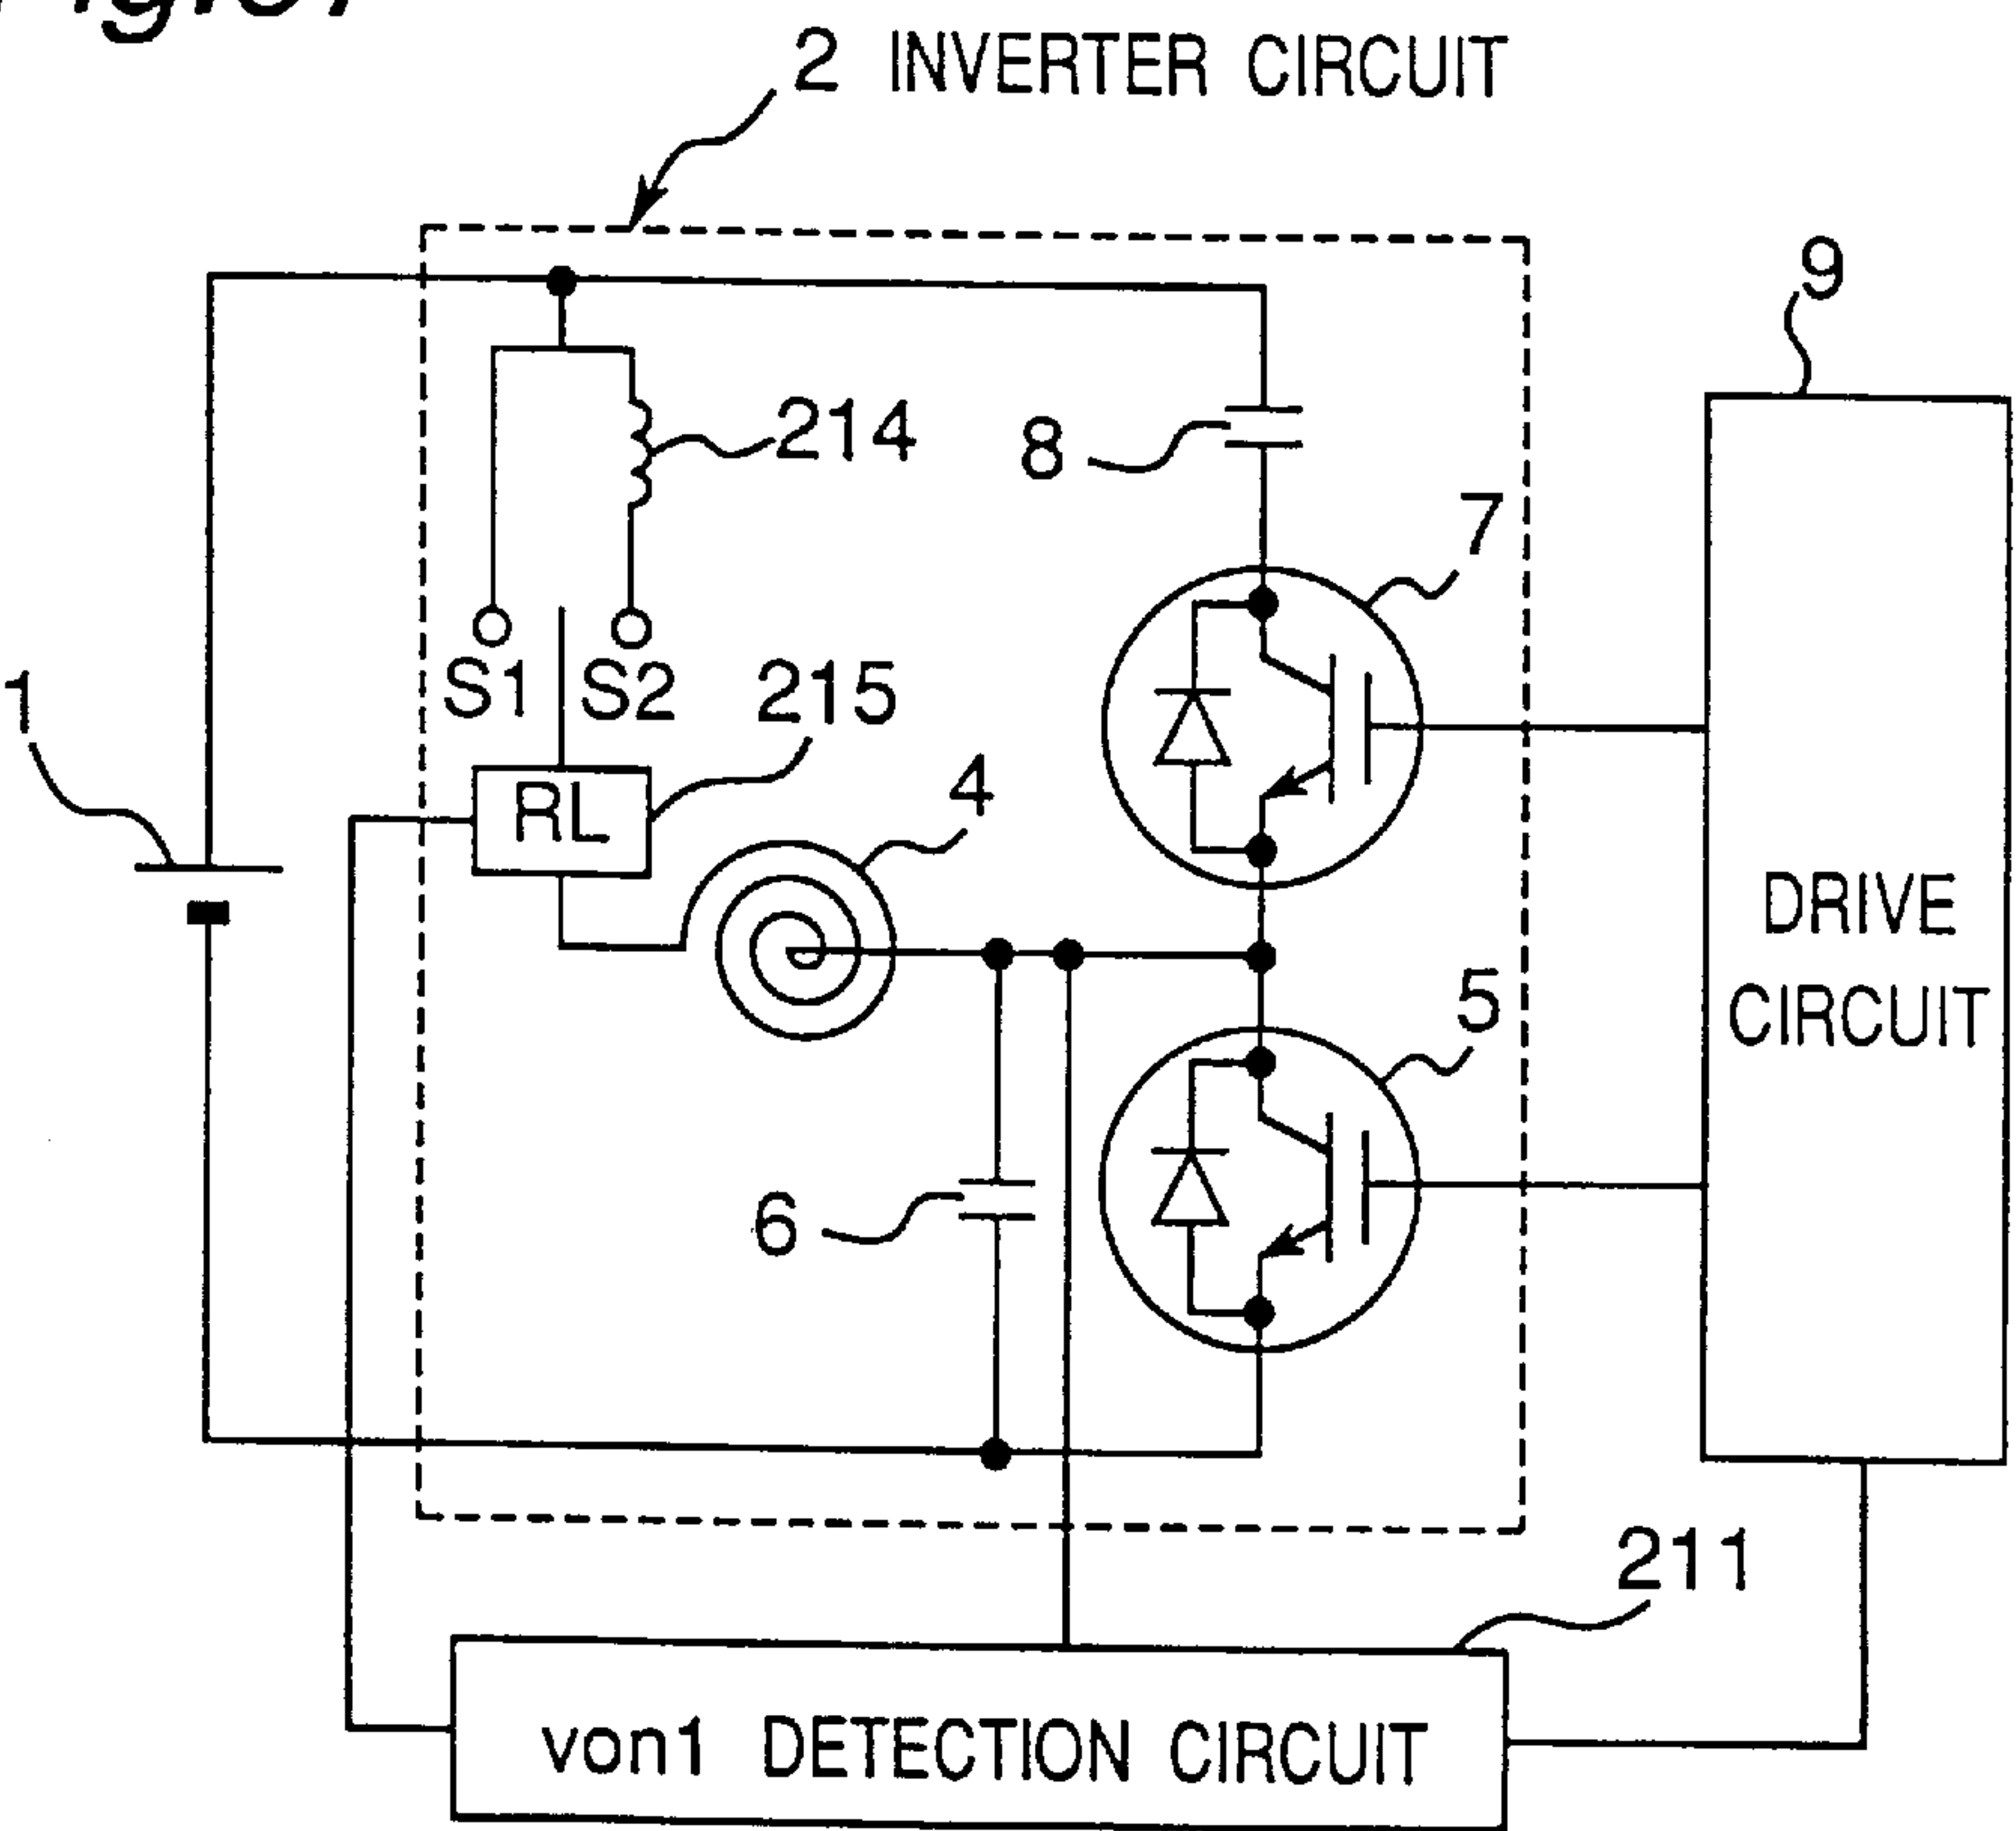 2 INVERTER CIRCUIT
9
214
8
7
S1
S2
215
1
RL
4
DRIVE
CIRCUIT
5
6
211
von1 DETECTION CIRCUIT